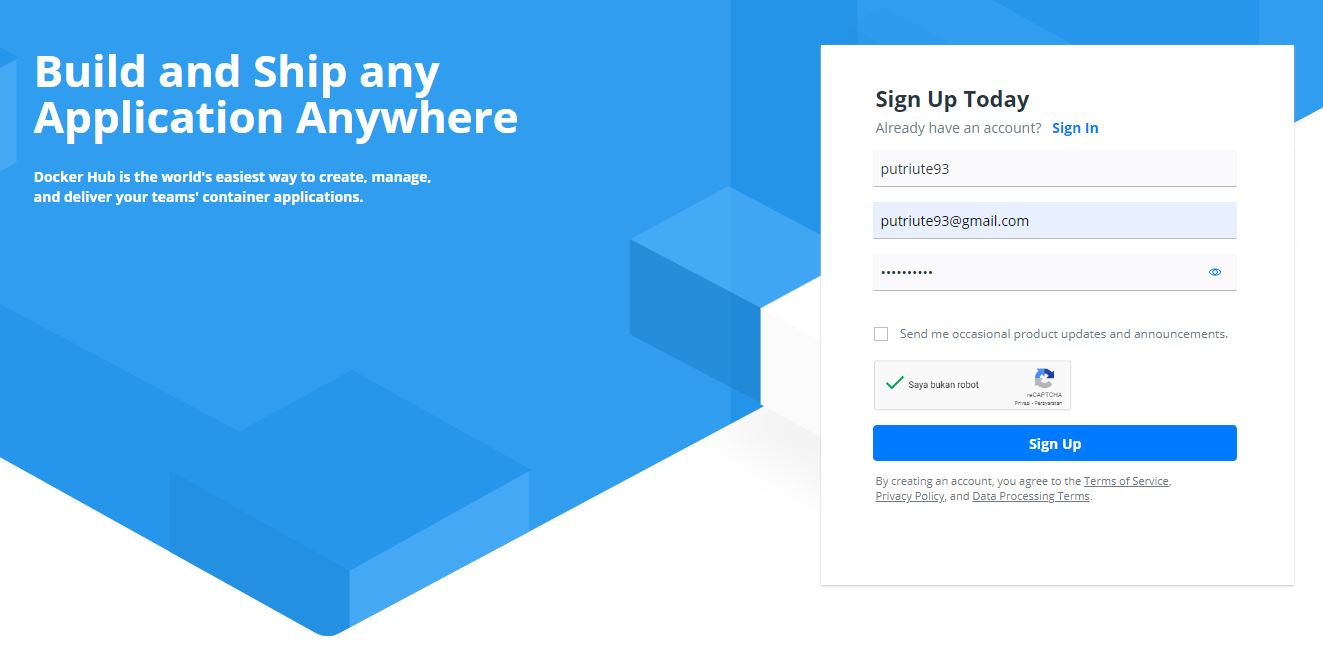 Build and Ship any
Application Anywhere
Docker Hub is the world's easiest way to create, manage,
and deliver your teams' container applications.
Sign Up Today
Already have an account? Sign In
putriute93
putriute93@gmail.com
••••••••••
Send me occasional product updates and announcements.
Saya bukan robot
reCAPTCHA
Privasi - Persyaratan
Sign Up
By creating an account, you agree to the Terms of Service,
Privacy Policy, and Data Processing Terms.